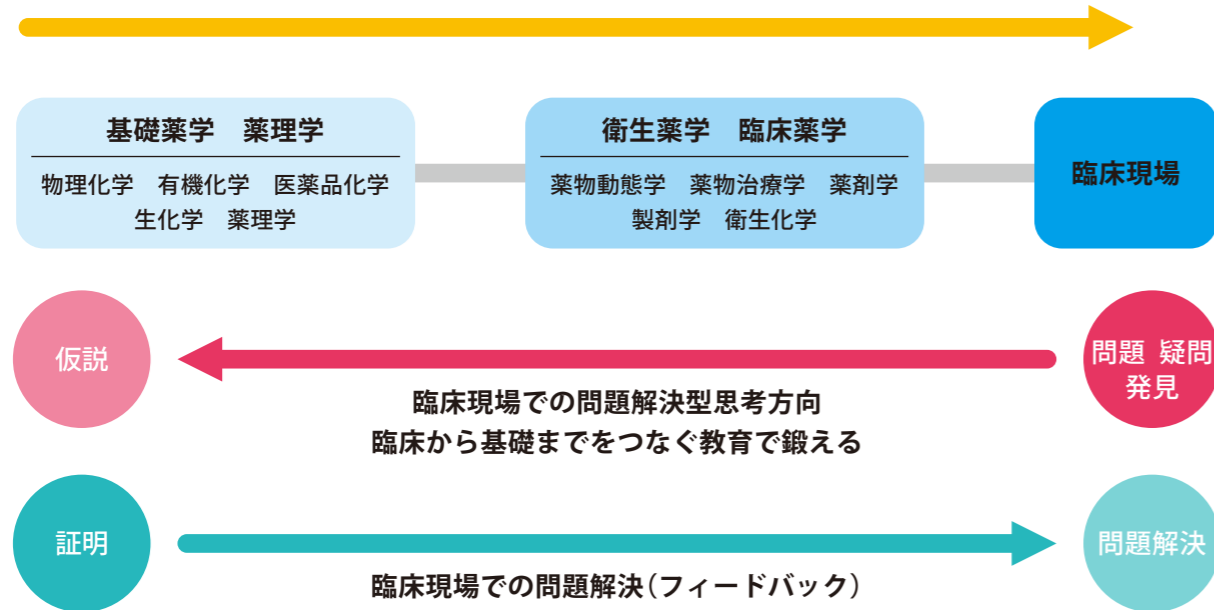 基礎薬学　薬理学
物理化学　有機化学　医薬品化学
生化学　薬理学
衛生薬学　臨床薬学
薬物動態学　薬物治療学　薬剤学
製剤学　衛生化学
臨床現場
仮説
問題 疑問
発見
臨床現場での問題解決型思考方向
臨床から基礎までをつなぐ教育で鍛える
証明
問題解決
臨床現場での問題解決（フィードバック）